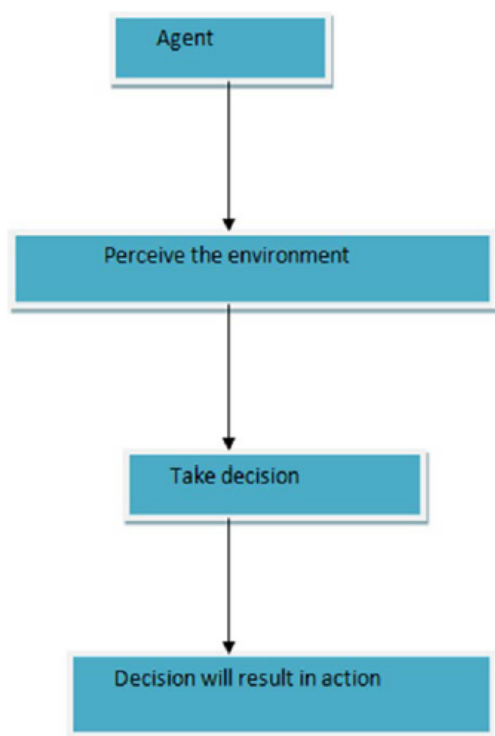 Agent
Perceive the environment
Take decision
Decision will result in action